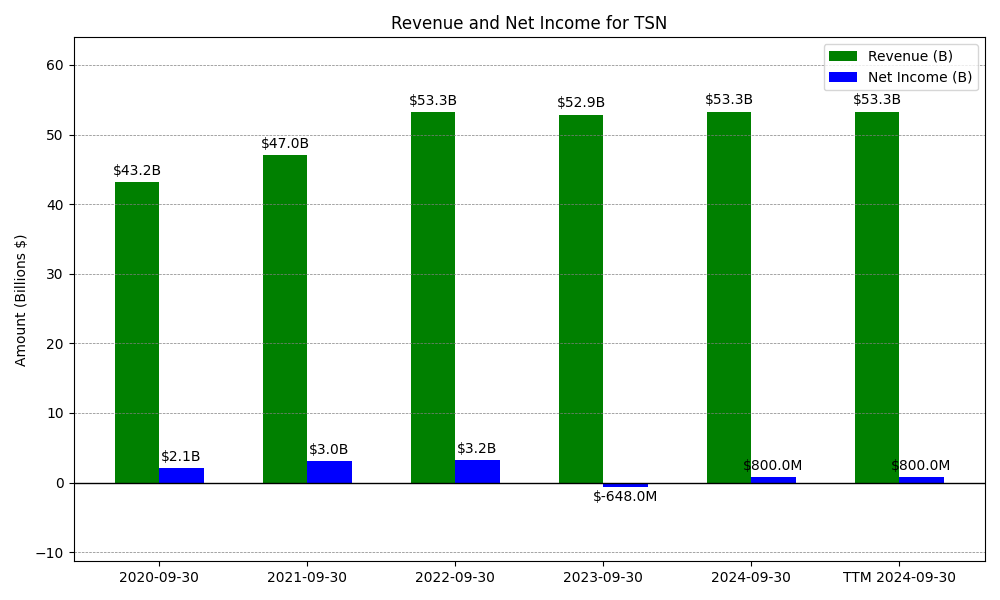 Revenue and Net Income for TSN
Revenue (B)
Net Income (B)
Amount (Billions $)
60
50
40
30
20
10
0
−10
$43.2B
$2.1B
$47.0B
$3.0B
$53.3B
$3.2B
$52.9B
$-648.0M
$53.3B
$800.0M
$53.3B
$800.0M
2020-09-30
2021-09-30
2022-09-30
2023-09-30
2024-09-30
TTM 2024-09-30